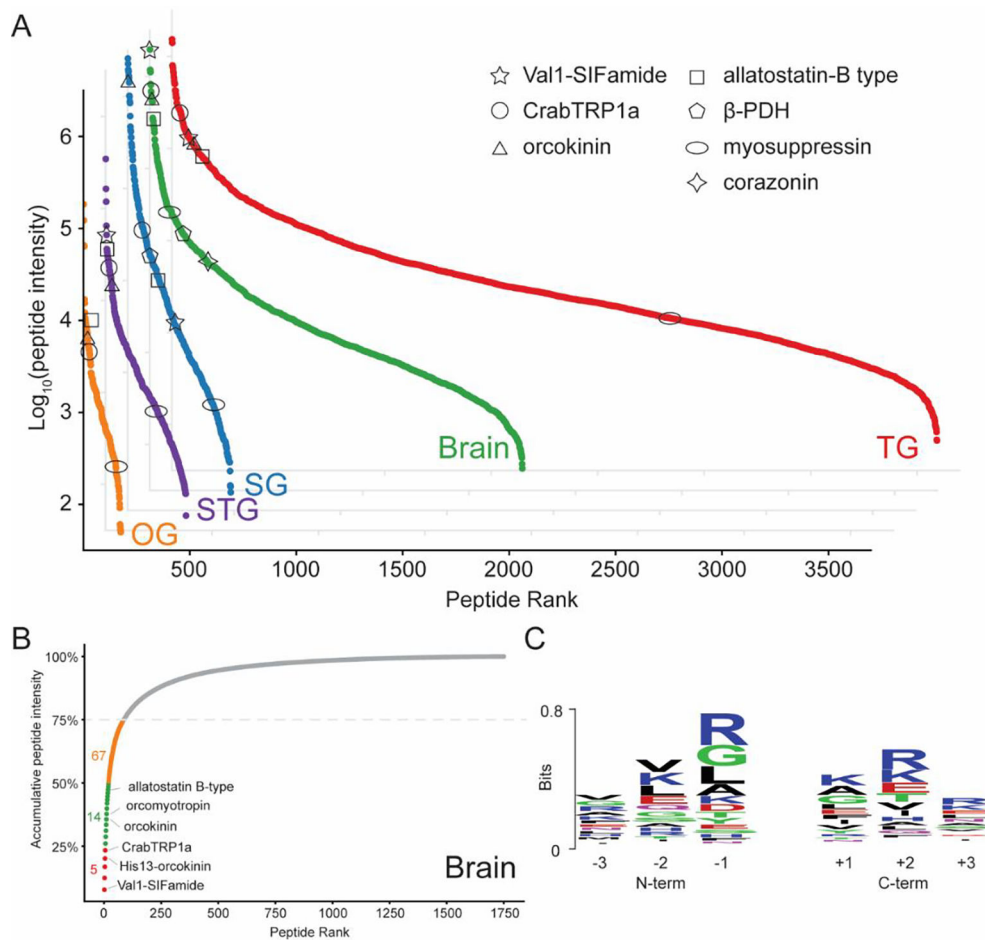 A
Val1-SIFamide
CrabTRP1a
orcokinin
allatostatin-B type
β-PDH
myosuppressin
corazonin
Log10(peptide intensity)
6
5
4
3
2
OG
STG
SG
Brain
TG
500 1000 1500 2000 2500 3000 3500
Peptide Rank
B
Accumulative peptide intensity
100%
75%
50%
25%
67
14
5
allatostatin B-type
orcomyotropin
orcokinin
CrabTRP1a
His13-orcokinin
Val1-SIFamide
Brain
0 250 500 750 1000 1250 1500 1750
Peptide Rank
C
Bits
0.8
0
-3 -2 -1
N-term
+1 +2 +3
C-term
R
G
L
A
K
D
V
K
L
E
K
A
G
R
K
E
T
V
R
K
E